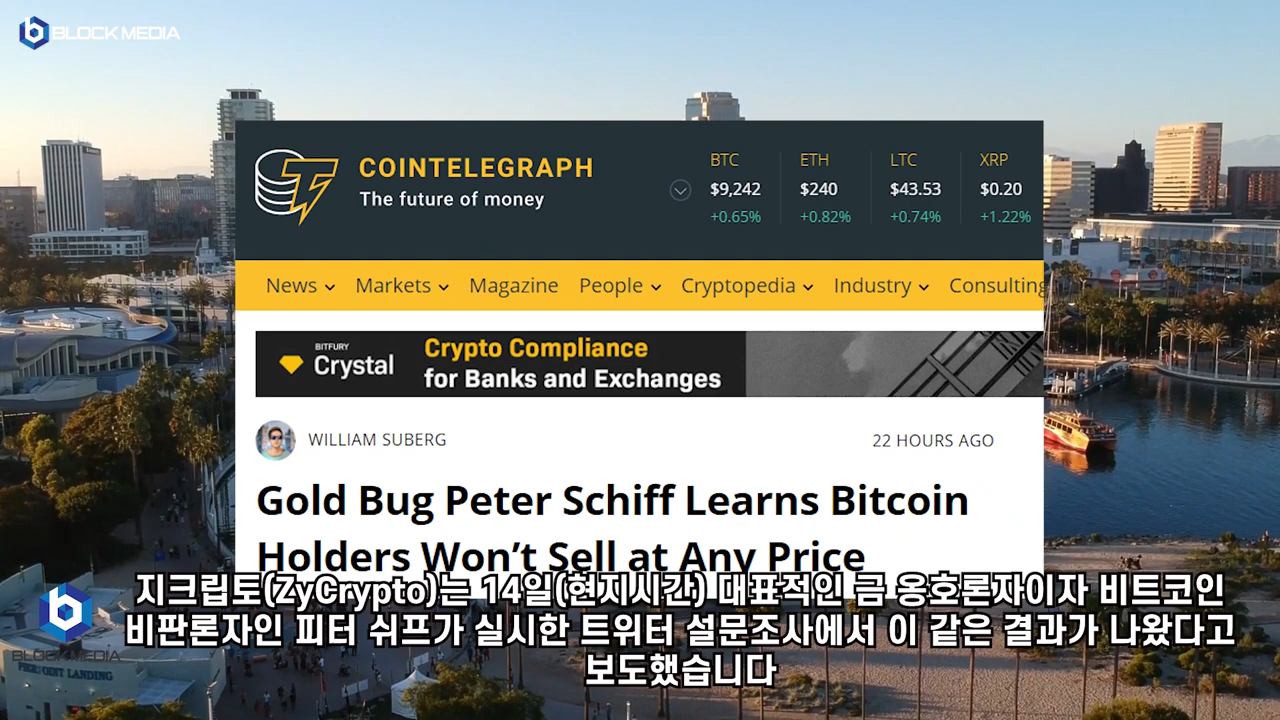 BLOCK MEDIA
COINTELEGRAPH
The future of money
BTC ETH LTC XRP
$9,242 $240 $43.53 $0.20
+0.65% +0.82% +0.74% +1.22%
News Markets Magazine People Cryptopedia Industry Consulting
BITFURY
Crystal
Crypto Compliance
for Banks and Exchanges
WILLIAM SUBERG 22 HOURS AGO
Gold Bug Peter Schiff Learns Bitcoin
Holders Won’t Sell at Any Price
지크립토(ZyCrypto)는 14일(현지시간) 대표적인 금 옹호론자이자 비트코인
비판론자인 피터 쉬프가 실시한 트위터 설문조사에서 이 같은 결과가 나왔다고
보도했습니다
BLOCK MEDIA
PIERPOINT LANDING